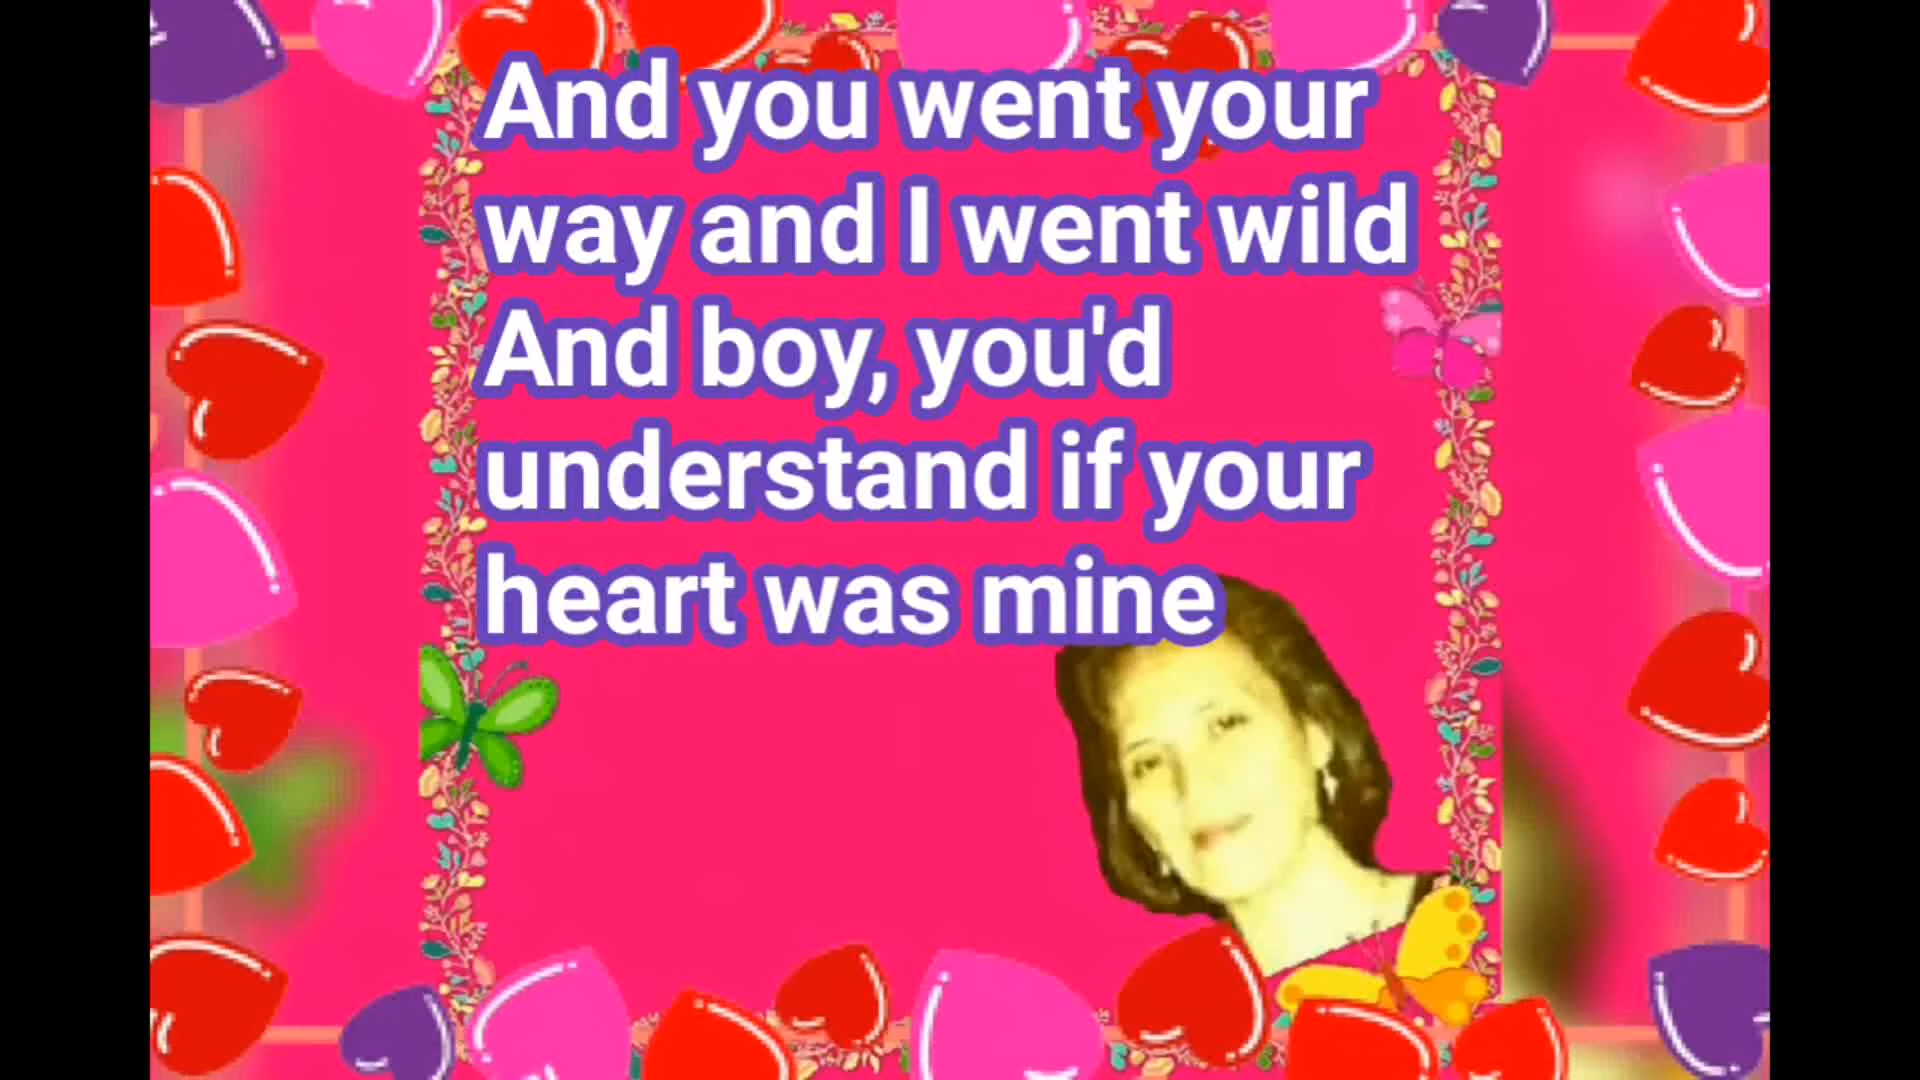 And you went your
way and I went wild
And boy, you'd
understand if your
heart was mine